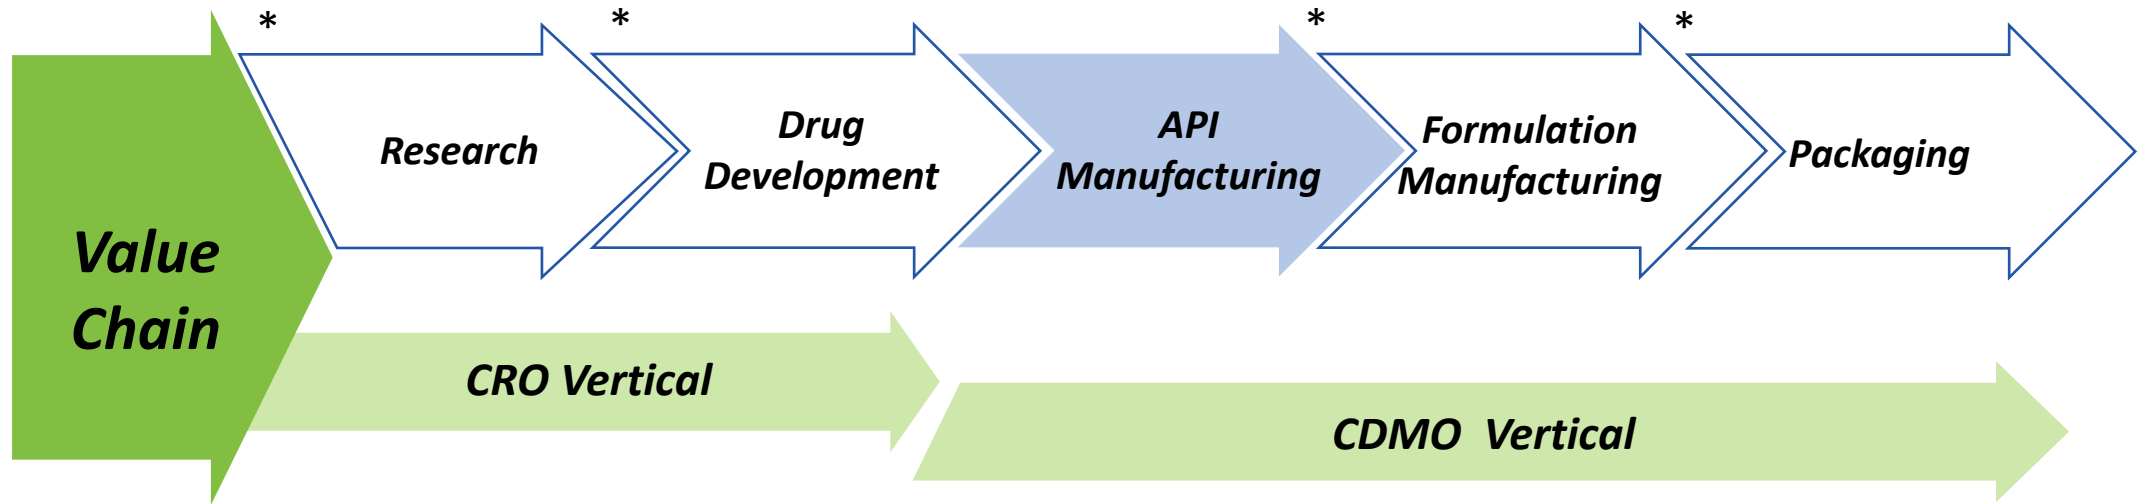 * * * *
Research
Drug
Development
API
Manufacturing
Formulation
Manufacturing
Packaging
Value
Chain
CRO Vertical
CDMO Vertical